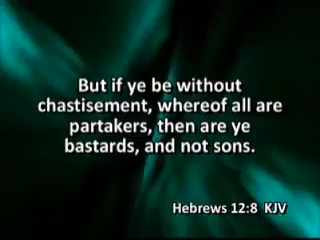 But if ye be without
chastisement, whereof all are
partakers, then are ye
bastards, and not sons.
Hebrews 12:8 KJV